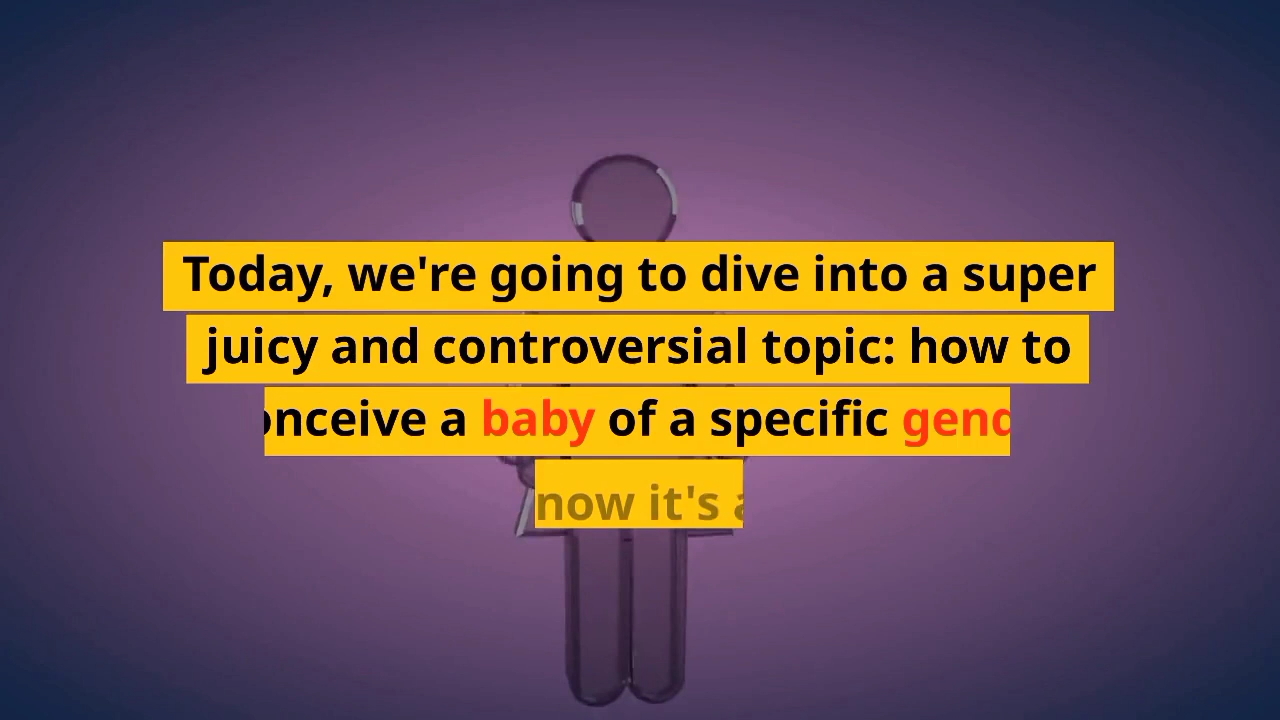 Today, we're going to dive into a super
juicy and controversial topic: how to
onceive a baby of a specific gend
now it's a